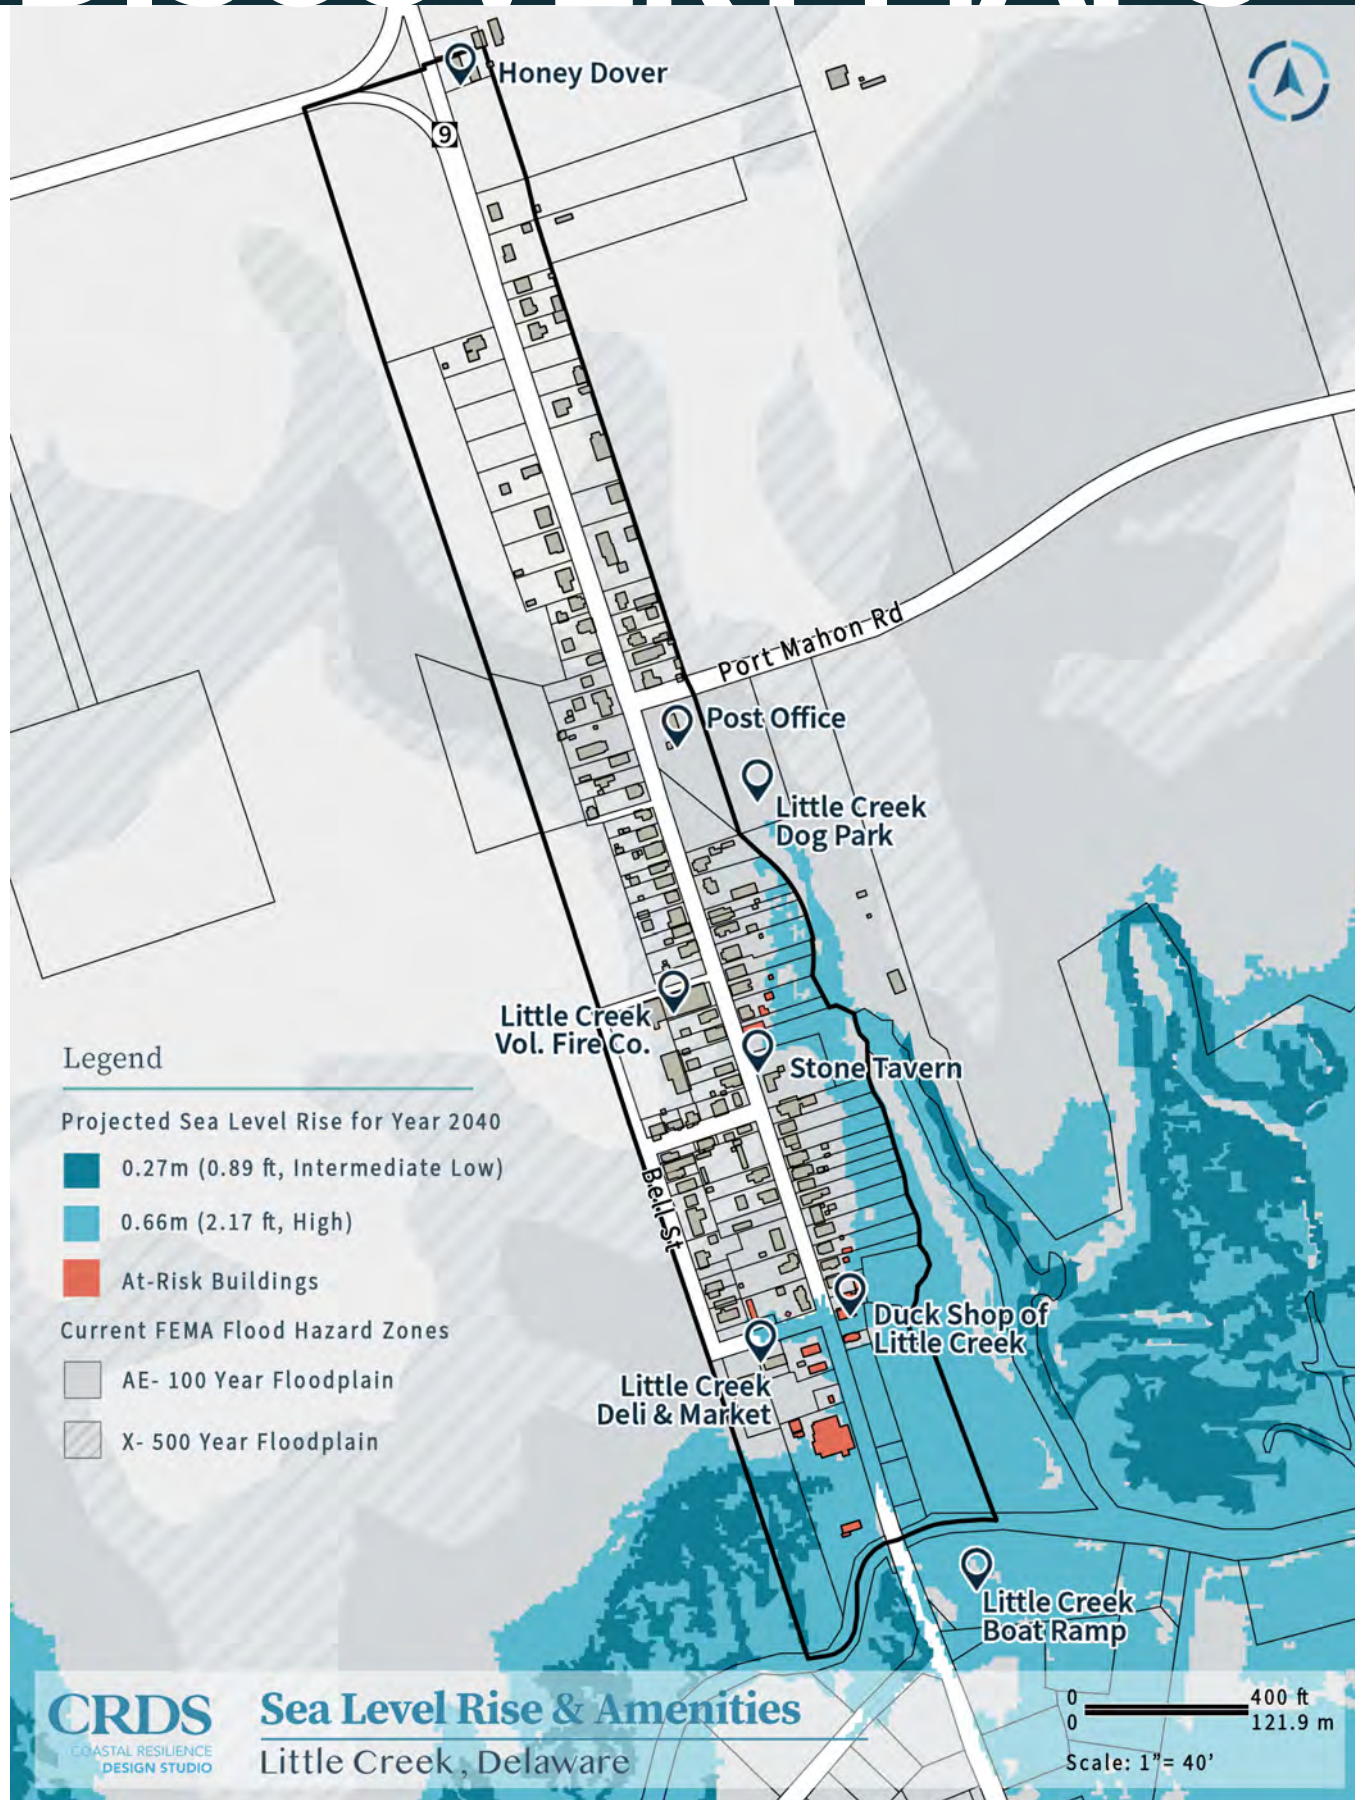 Honey Dover
9
Port Mahon Rd
Post Office
Little Creek
Dog Park
Little Creek
Vol. Fire Co.
Stone Tavern
Bell St
Duck Shop of
Little Creek
Little Creek
Deli & Market
Little Creek
Boat Ramp
Legend
Projected Sea Level Rise for Year 2040
0.27m (0.89 ft, Intermediate Low)
0.66m (2.17 ft, High)
At-Risk Buildings
Current FEMA Flood Hazard Zones
AE- 100 Year Floodplain
X- 500 Year Floodplain
CRDS
COASTAL RESILIENCE
DESIGN STUDIO
Sea Level Rise & Amenities
Little Creek, Delaware
0 400 ft
0 121.9 m
Scale: 1"= 40'